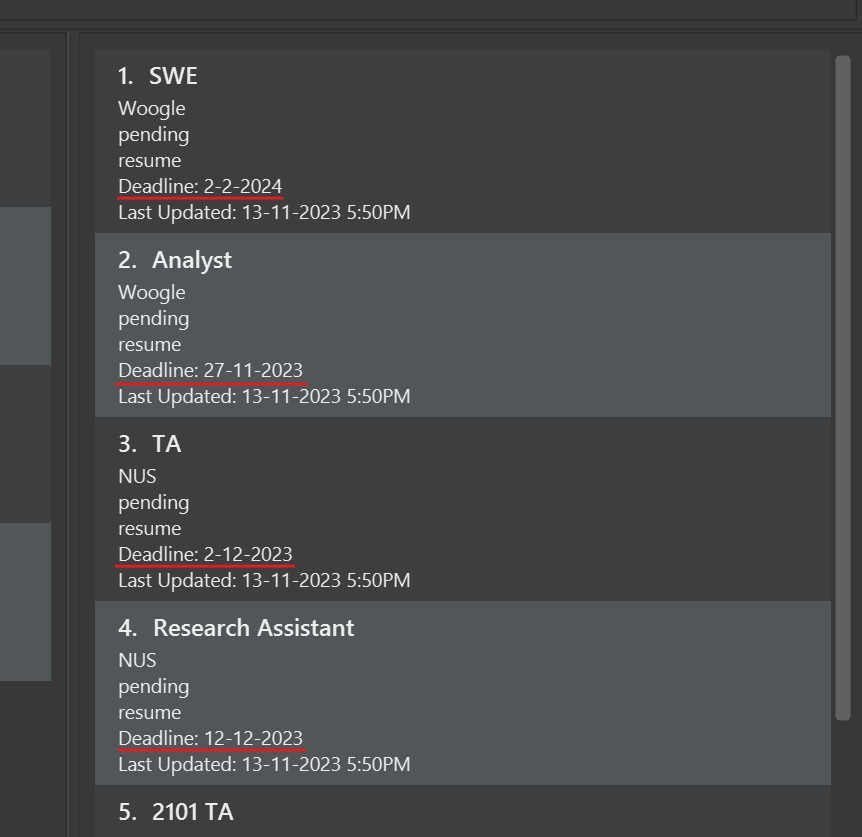 1. SWE
Woogle
pending
resume
Deadline: 2-2-2024
Last Updated: 13-11-2023 5:50PM
2. Analyst
Woogle
pending
resume
Deadline: 27-11-2023
Last Updated: 13-11-2023 5:50PM
3. TA
NUS
pending
resume
Deadline: 2-12-2023
Last Updated: 13-11-2023 5:50PM
4. Research Assistant
NUS
pending
resume
Deadline: 12-12-2023
Last Updated: 13-11-2023 5:50PM
5. 2101 TA